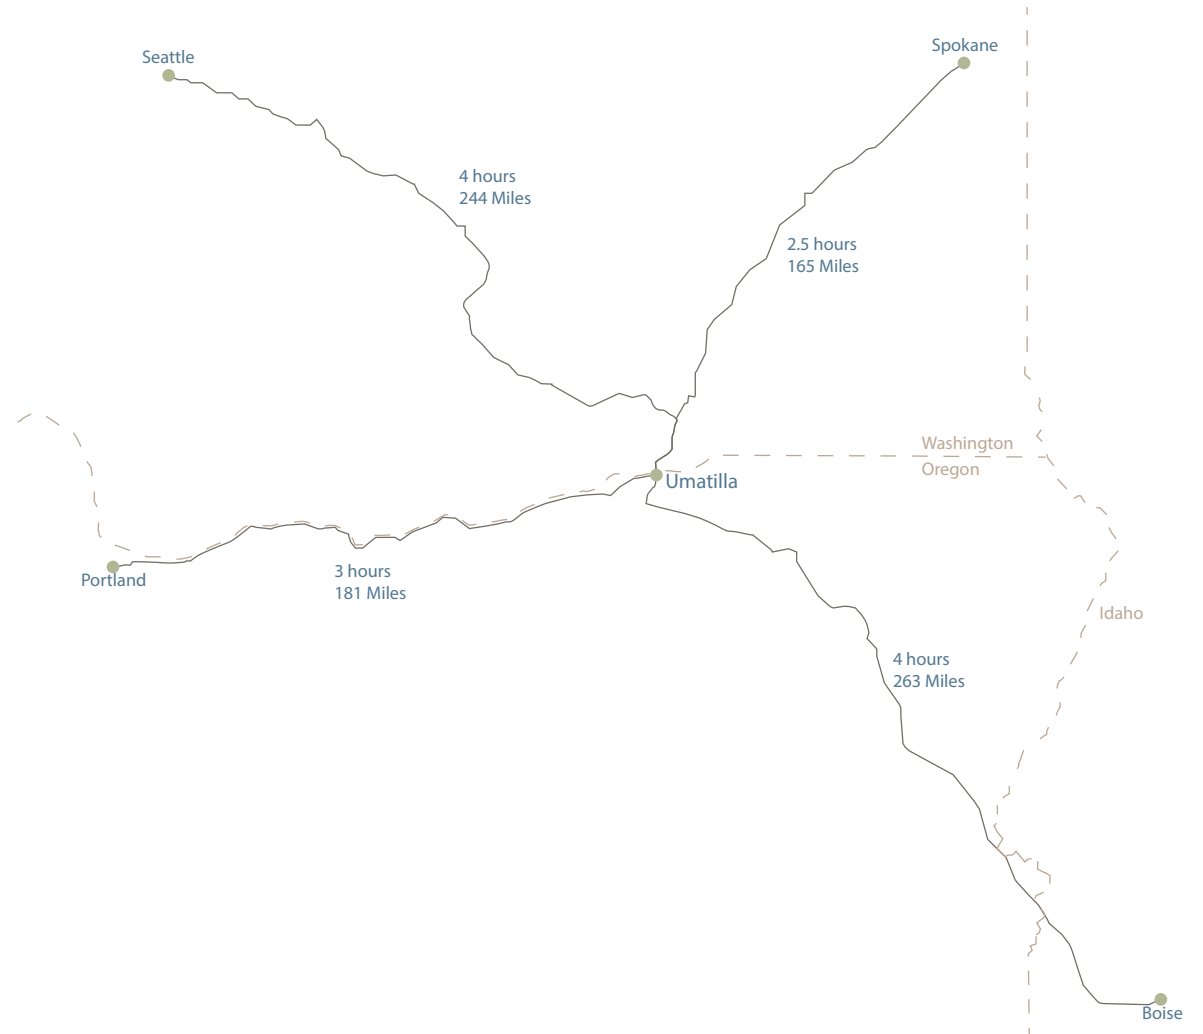 Seattle
Spokane
4 hours
244 Miles
2.5 hours
165 Miles
Washington
Oregon
Umatilla
Portland
3 hours
181 Miles
Idaho
4 hours
263 Miles
Boise